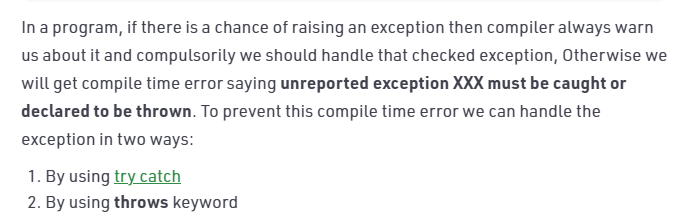 In a program, if there is a chance of raising an exception then compiler always warn
us about it and compulsorily we should handle that checked exception, Otherwise we
will get compile time error saying unreported exception XXX must be caught or
declared to be thrown. To prevent this compile time error we can handle the
exception in two ways:
1. By using try catch
2. By using throws keyword